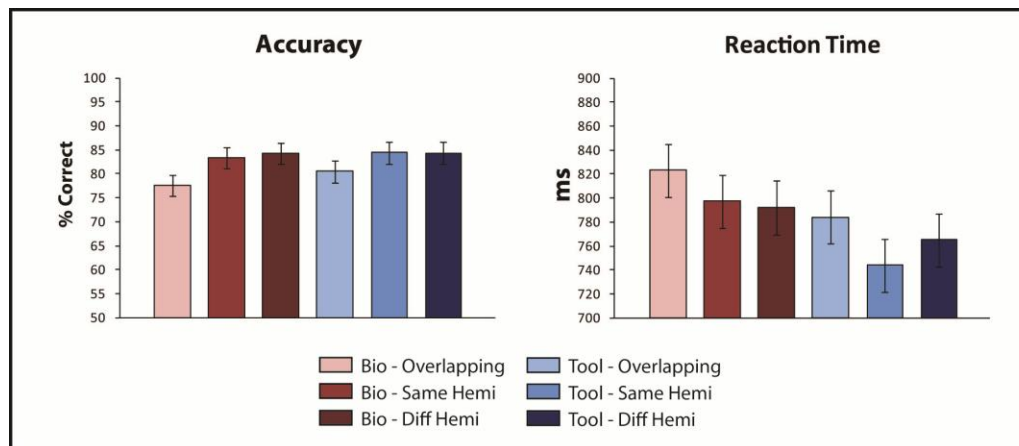 Accuracy
% Correct
100
95
90
85
80
75
70
65
60
55
50
Reaction Time
ms
900
880
860
840
820
800
780
760
740
720
700
Bio - Overlapping
Bio - Same Hemi
Bio - Diff Hemi
Tool - Overlapping
Tool - Same Hemi
Tool - Diff Hemi